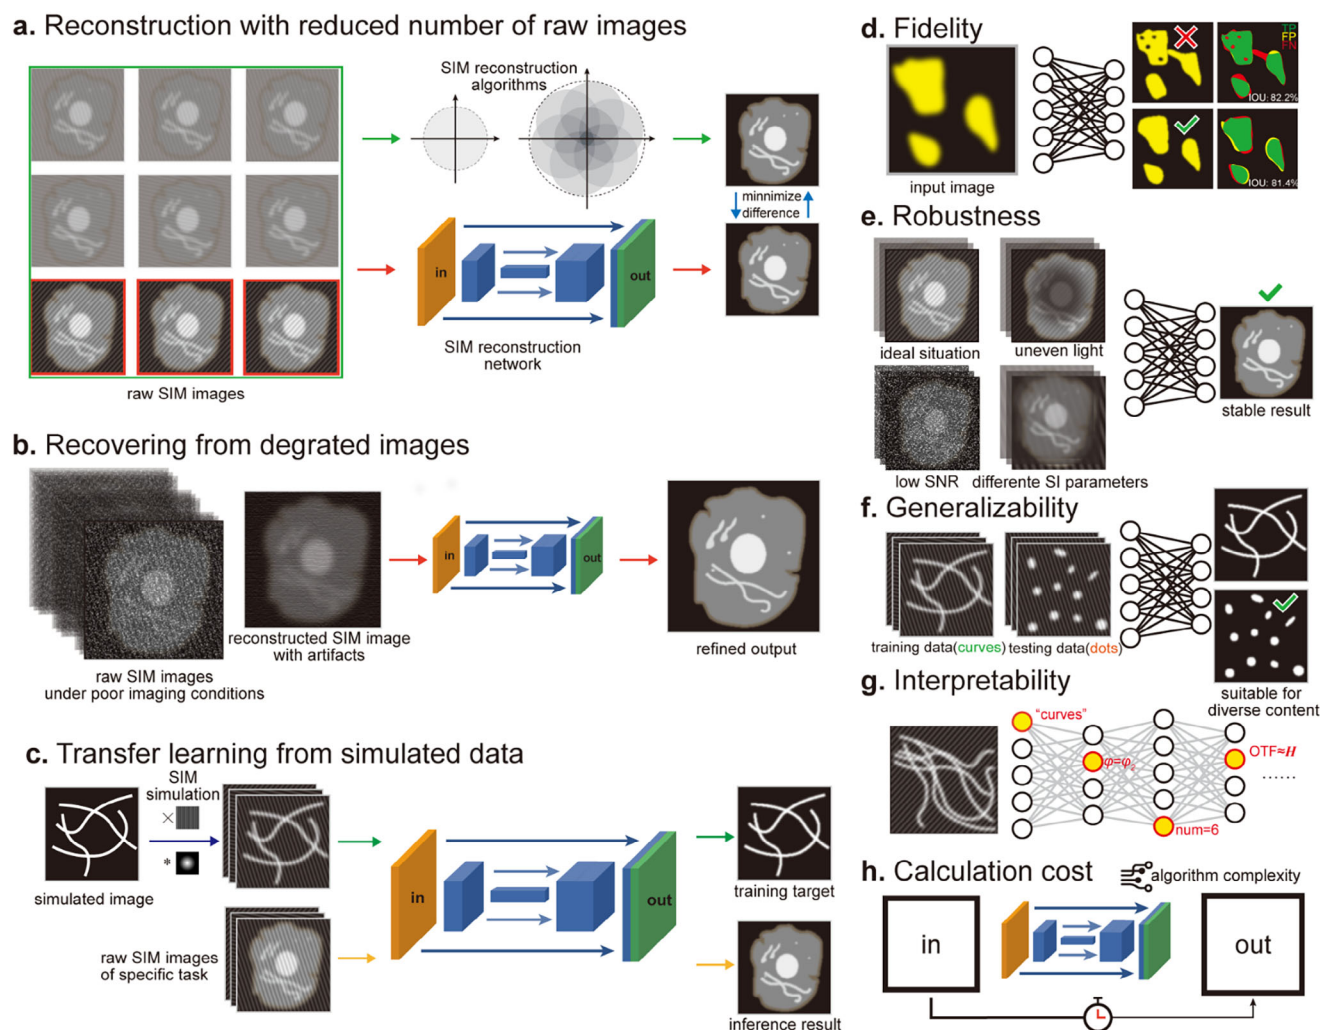 a. Reconstruction with reduced number of raw images
SIM reconstruction
algorithms
minnimize
difference
in
out
SIM reconstruction
network
raw SIM images
b. Recovering from degrated images
in
out
reconstructed SIM image
with artifacts
raw SIM images
under poor imaging conditions
refined output
c. Transfer learning from simulated data
SIM
simulation
×
*
simulated image
in
out
training target
raw SIM images
of specific task
inference result
d. Fidelity
TP
FP
FN
IOU: 82.2%
IOU: 81.4%
input image
e. Robustness
ideal situation
uneven light
low SNR
differente SI parameters
stable result
f. Generalizability
training data(curves)
testing data(dots)
suitable for
diverse content
g. Interpretability
"curves"
φ=φ₂
OTF≈H
......
num=6
h. Calculation cost
algorithm complexity
in
out